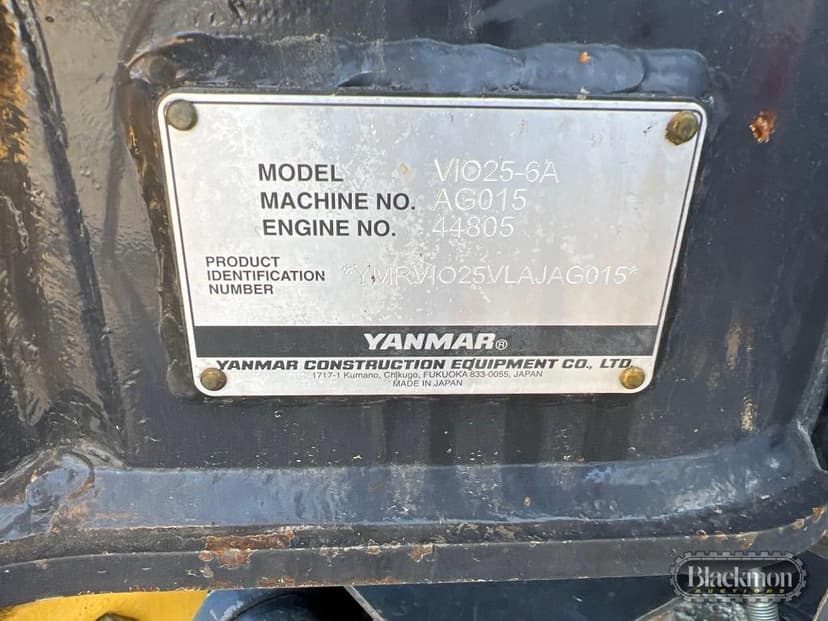 MODEL ViO25-6A
MACHINE NO. AG015
ENGINE NO. 44805
PRODUCT
IDENTIFICATION
NUMBER
*YMRVIO25VLAJAG015*
YANMAR®
YANMAR CONSTRUCTION EQUIPMENT CO., LTD.
1717-1 Kumano, Chikugo, FUKUOKA 833-0055, JAPAN
MADE IN JAPAN
Blackmon
AUCTIONS